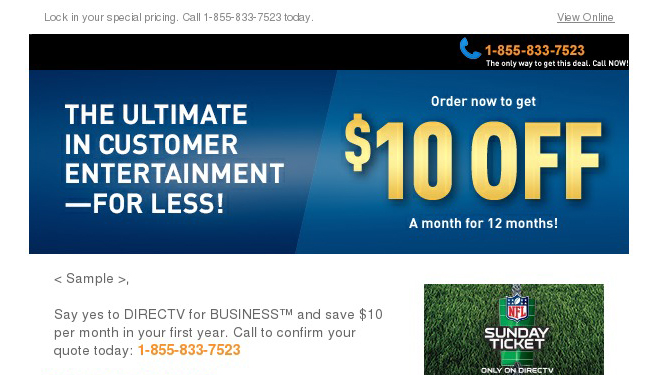 Lock in your special pricing. Call 1-855-833-7523 today.
View Online
1-855-833-7523
The only way to get this deal. Call NOW!
THE ULTIMATE
IN CUSTOMER
ENTERTAINMENT
—FOR LESS!
Order now to get
$10 OFF
A month for 12 months!
< Sample >,
Say yes to DIRECTV for BUSINESS™ and save $10
per month in your first year. Call to confirm your
quote today: 1-855-833-7523
NFL
SUNDAY
TICKET
ONLY ON DIRECTV